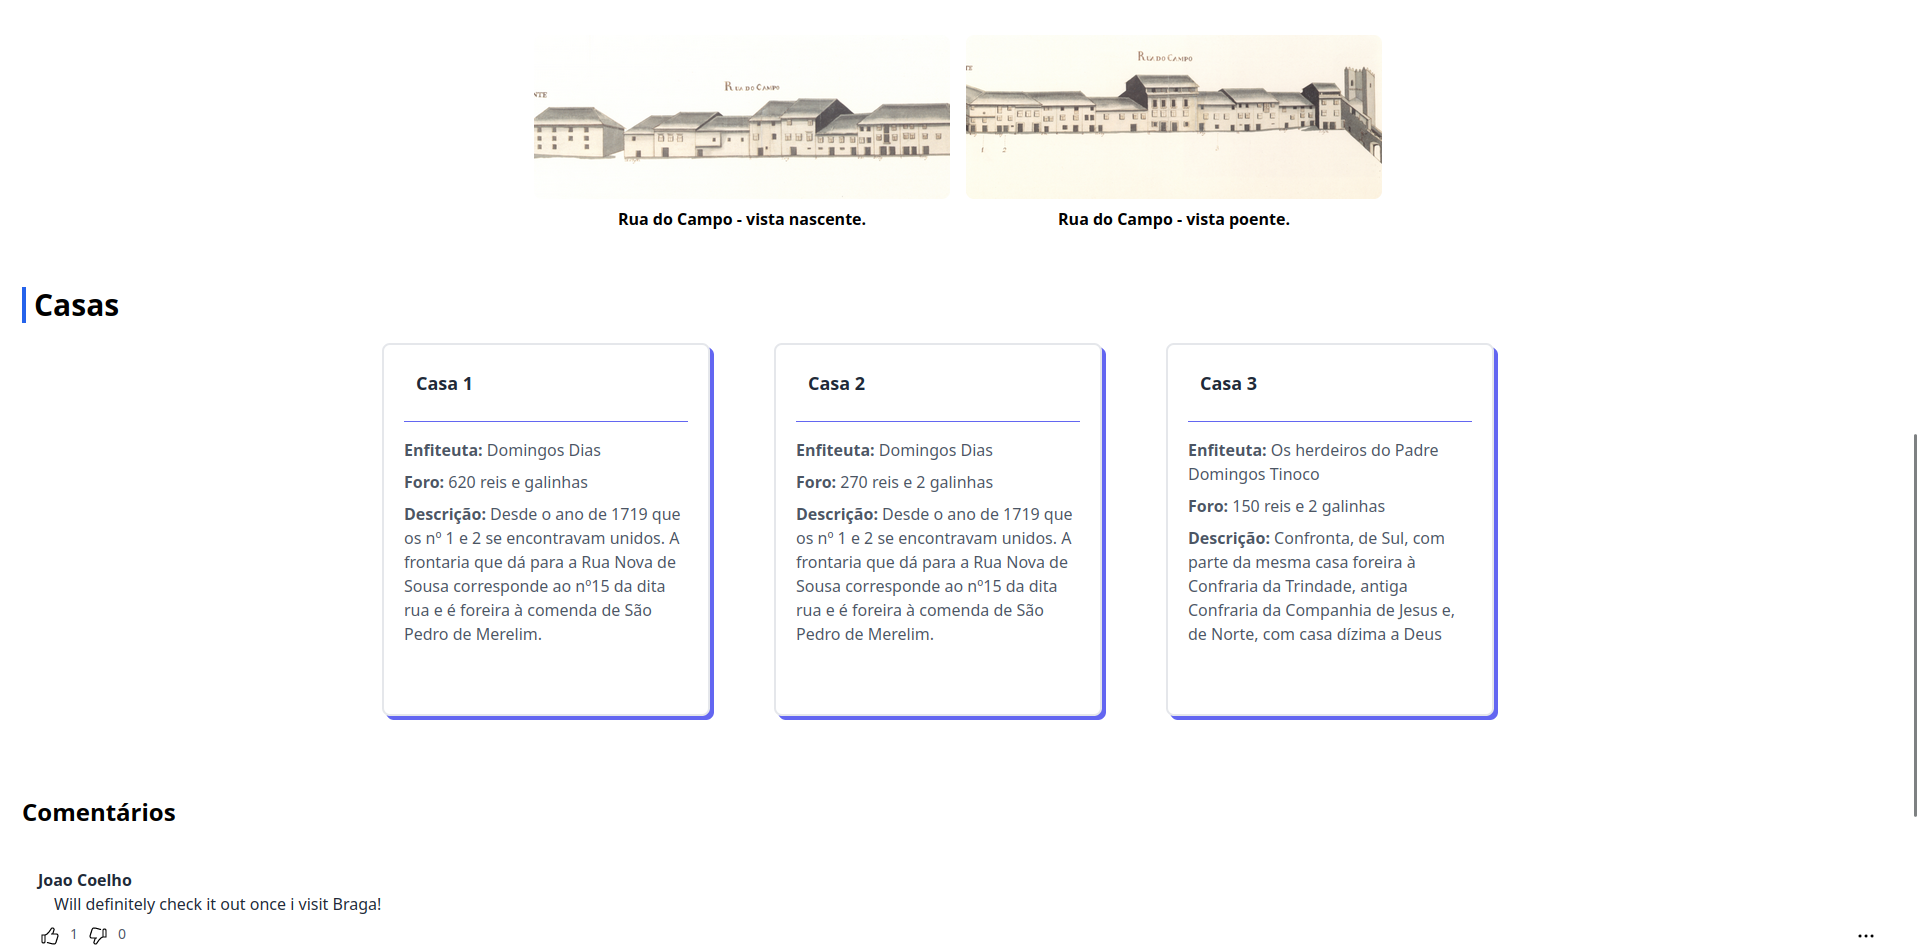 NTE
RUA DO CAMPO
TE
RUA DO CAMPO
1 2
Rua do Campo - vista nascente.
Rua do Campo - vista poente.
Casas
Casa 1
Enfiteuta: Domingos Dias
Foro: 620 reis e galinhas
Descrição: Desde o ano de 1719 que
os nº 1 e 2 se encontravam unidos. A
frontaria que dá para a Rua Nova de
Sousa corresponde ao nº15 da dita
rua e é foreira à comenda de São
Pedro de Merelim.
Casa 2
Enfiteuta: Domingos Dias
Foro: 270 reis e 2 galinhas
Descrição: Desde o ano de 1719 que
os nº 1 e 2 se encontravam unidos. A
frontaria que dá para a Rua Nova de
Sousa corresponde ao nº15 da dita
rua e é foreira à comenda de São
Pedro de Merelim.
Casa 3
Enfiteuta: Os herdeiros do Padre
Domingos Tinoco
Foro: 150 reis e 2 galinhas
Descrição: Confronta, de Sul, com
parte da mesma casa foreira à
Confraria da Trindade, antiga
Confraria da Companhia de Jesus e,
de Norte, com casa dízima a Deus
Comentários
Joao Coelho
Will definitely check it out once i visit Braga!
1 0